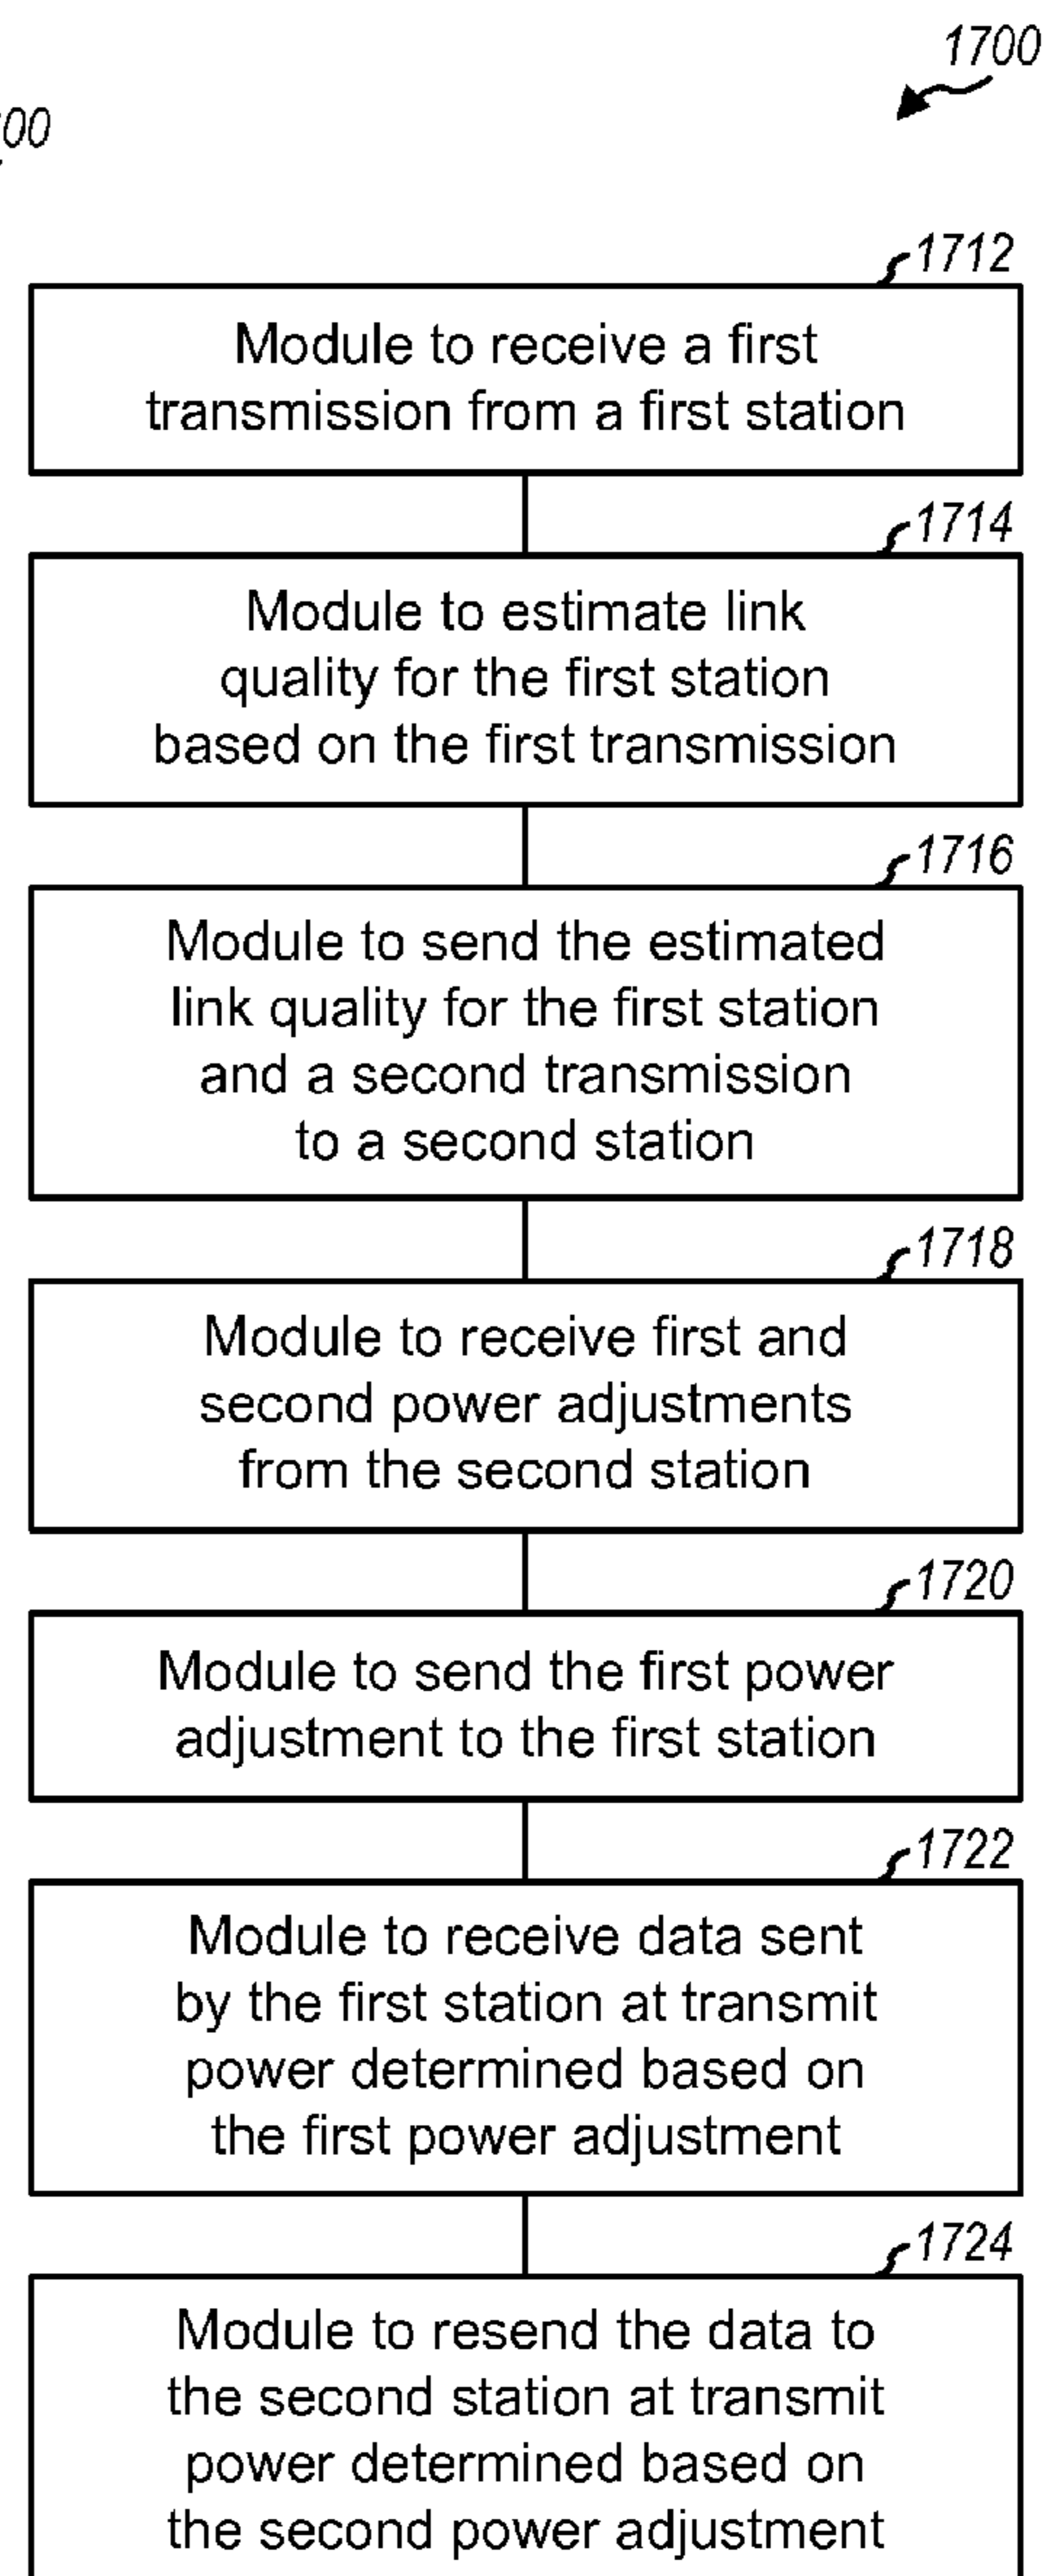 1700
00
1712
Module to receive a first
transmission from a first station
1714
Module to estimate link
quality for the first station
based on the first transmission
1716
Module to send the estimated
link quality for the first station
and a second transmission
to a second station
1718
Module to receive first and
second power adjustments
from the second station
1720
Module to send the first power
adjustment to the first station
1722
Module to receive data sent
by the first station at transmit
power determined based on
the first power adjustment
1724
Module to resend the data to
the second station at transmit
power determined based on
the second power adjustment